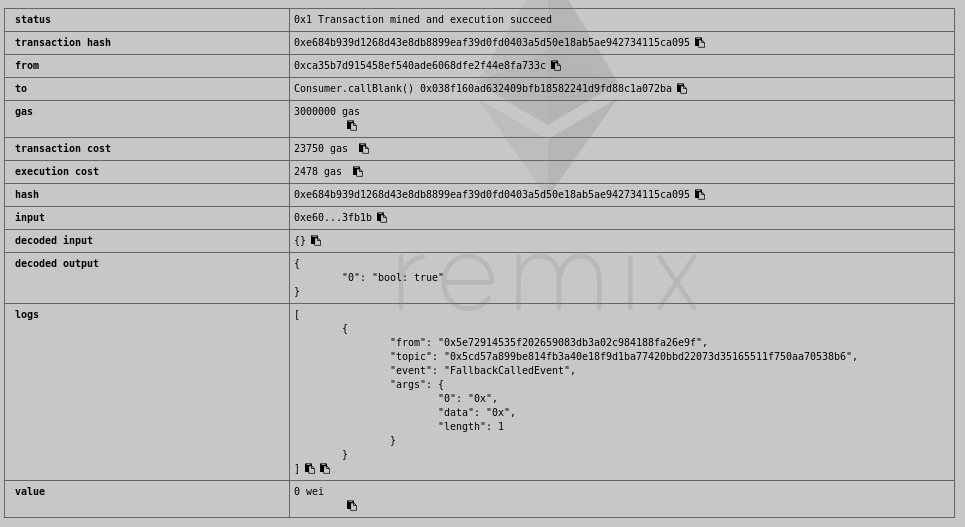 status 0x1 Transaction mined and execution succeed
transaction hash 0xe684b939d1268d43e8db8899eaf39d0fd0403a5d50e18ab5ae942734115ca095
from 0xca35b7d915458ef540ade6068dfe2f44e8fa733c
to Consumer.callBlank() 0x038f160ad632409bfb18582241d9fd88c1a072ba
gas 3000000 gas
transaction cost 23750 gas
execution cost 2478 gas
hash 0xe684b939d1268d43e8db8899eaf39d0fd0403a5d50e18ab5ae942734115ca095
input 0xe60...3fb1b
decoded input {}
decoded output {
"0": "bool: true"
}
logs [
{
"from": "0x5e72914535f202659083db3a02c984188fa26e9f",
"topic": "0x5cd57a899be814fb3a40e18f9d1ba77420bbd22073d35165511f750aa70538b6",
"event": "FallbackCalledEvent",
"args": {
"0": "0x",
"data": "0x",
"length": 1
}
}
]
value 0 wei
remix